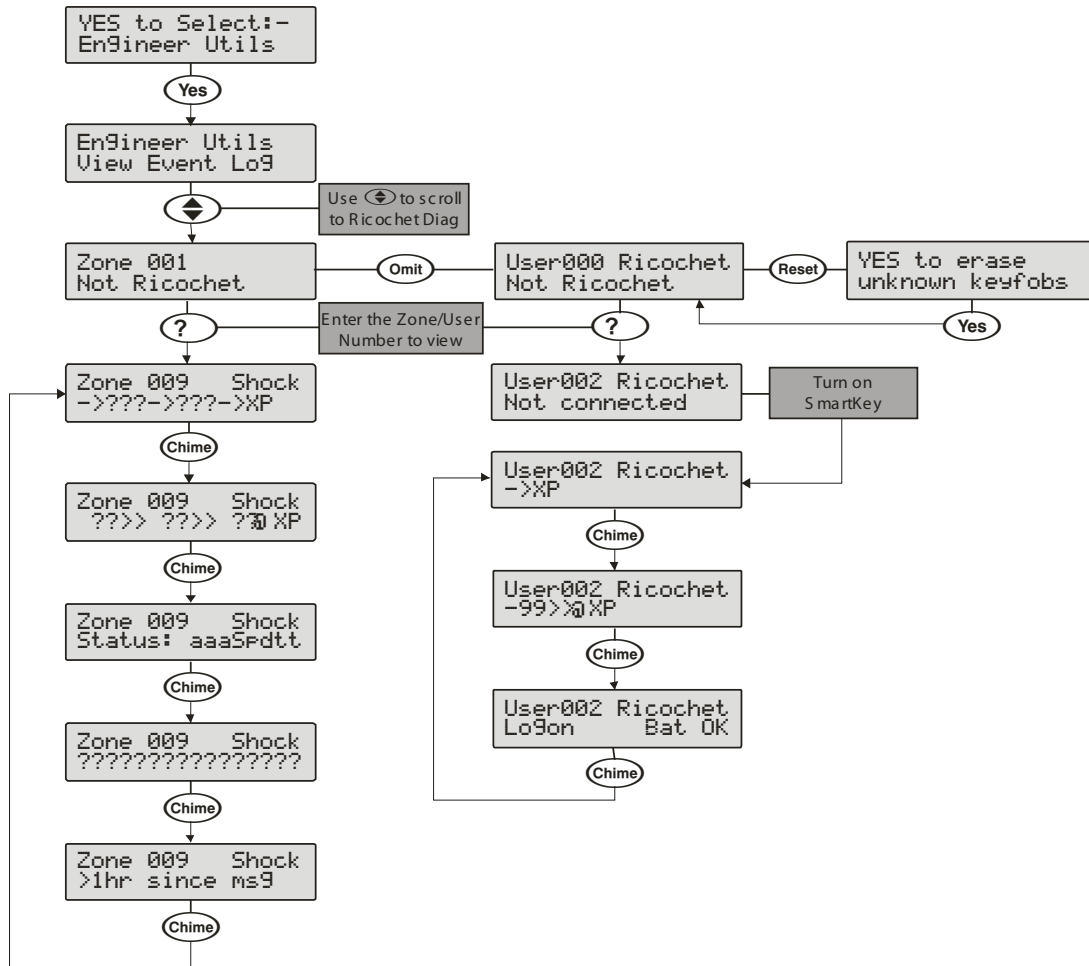 YES to Select:-
Engineer Utils
Yes
Engineer Utils
View Event Log
Use to scroll
to Ricochet Diag
Zone 001
Not Ricochet
Omit
User000 Ricochet
Not Ricochet
Reset
YES to erase
unknown keyfobs
Yes
?
Enter the Zone/User
Number to view
?
Zone 009 Shock
->???->???->XP
User002 Ricochet
Not connected
Turn on
SmartKey
Chime
User002 Ricochet
->XP
Zone 009 Shock
??>> ??>> ?? XP
Chime
Chime
User002 Ricochet
-99>> XP
Zone 009 Shock
Status: aaaSpdtt
Chime
Chime
User002 Ricochet
Logon Bat OK
Zone 009 Shock
????????????????
Chime
Chime
Zone 009 Shock
>1hr since msg
Chime